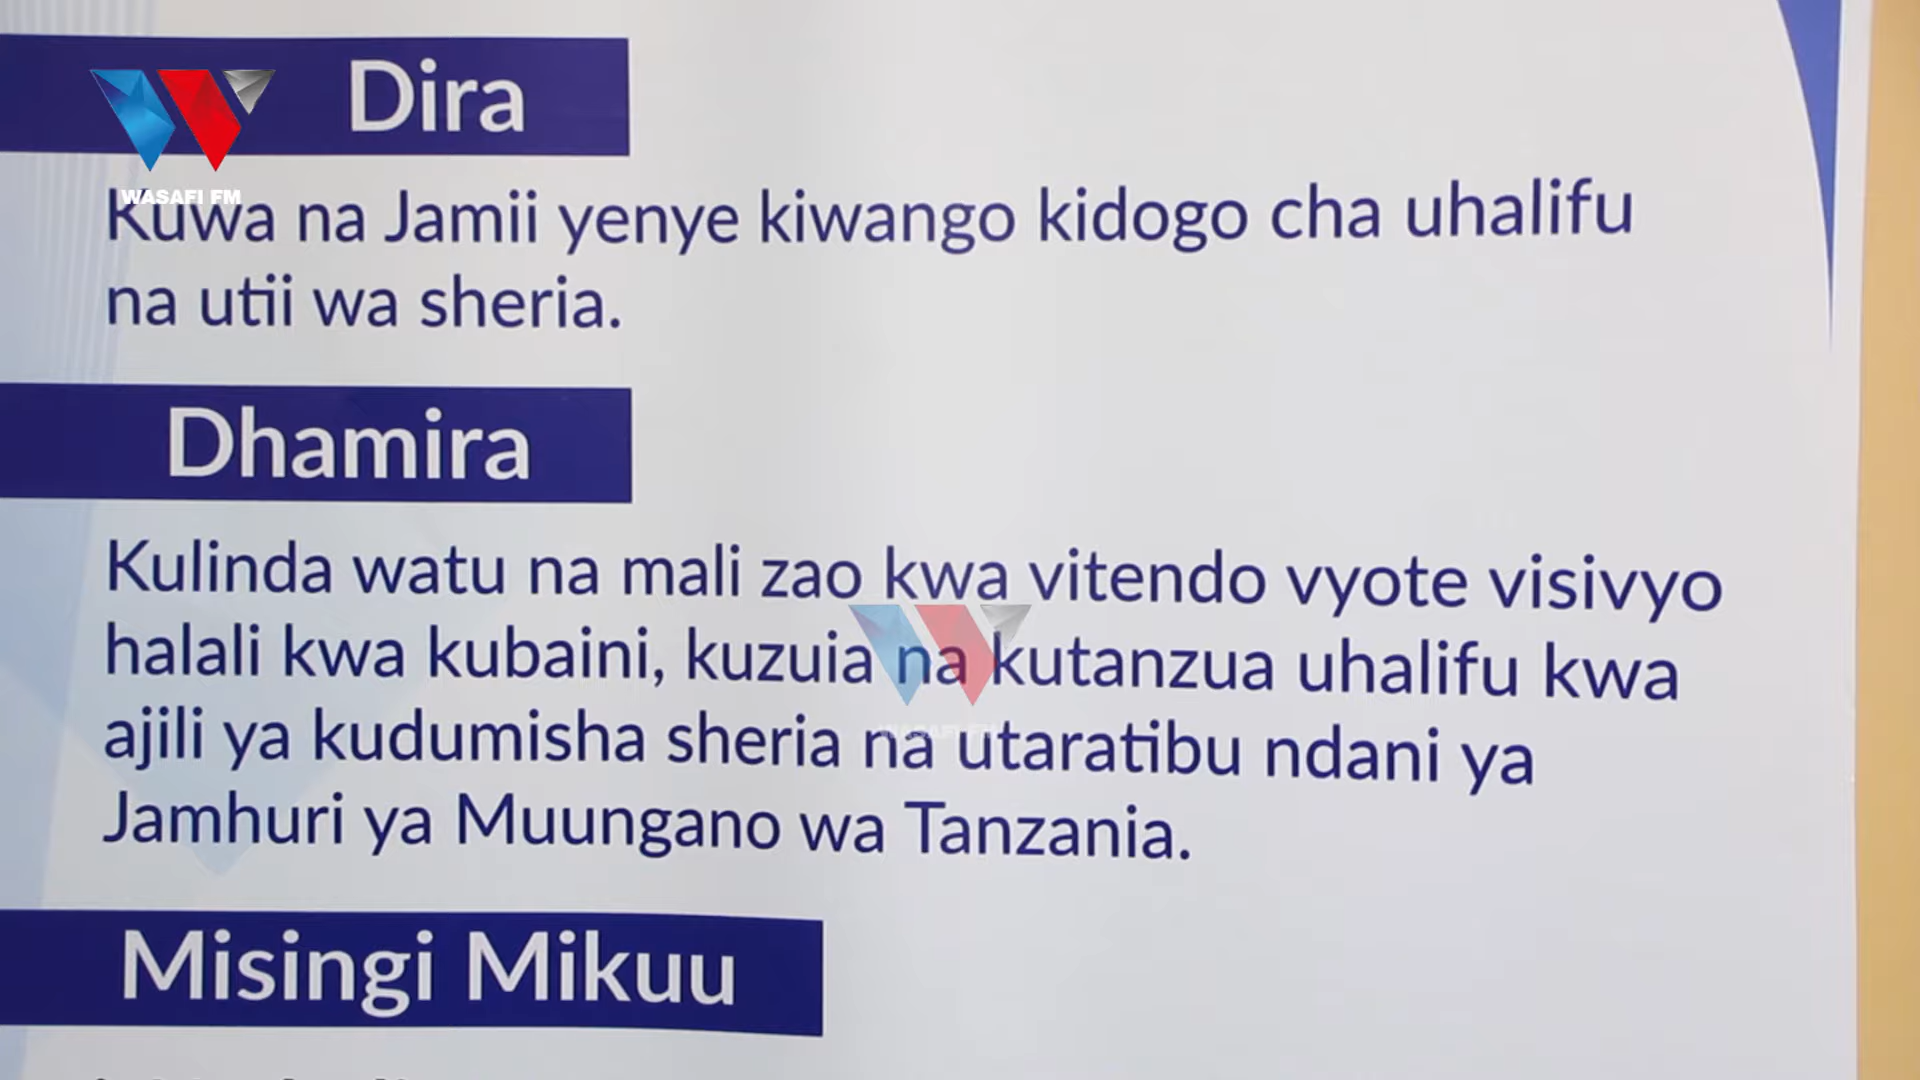 Dira
WASAFI FM
Kuwa na Jamii yenye kiwango kidogo cha uhalifu
na utii wa sheria.
Dhamira
Kulinda watu na mali zao kwa vitendo vyote visivyo
halali kwa kubaini, kuzuia na kutanzua uhalifu kwa
ajili ya kudumisha sheria na utaratibu ndani ya
WASAFI FM
Jamhuri ya Muungano wa Tanzania.
Misingi Mikuu